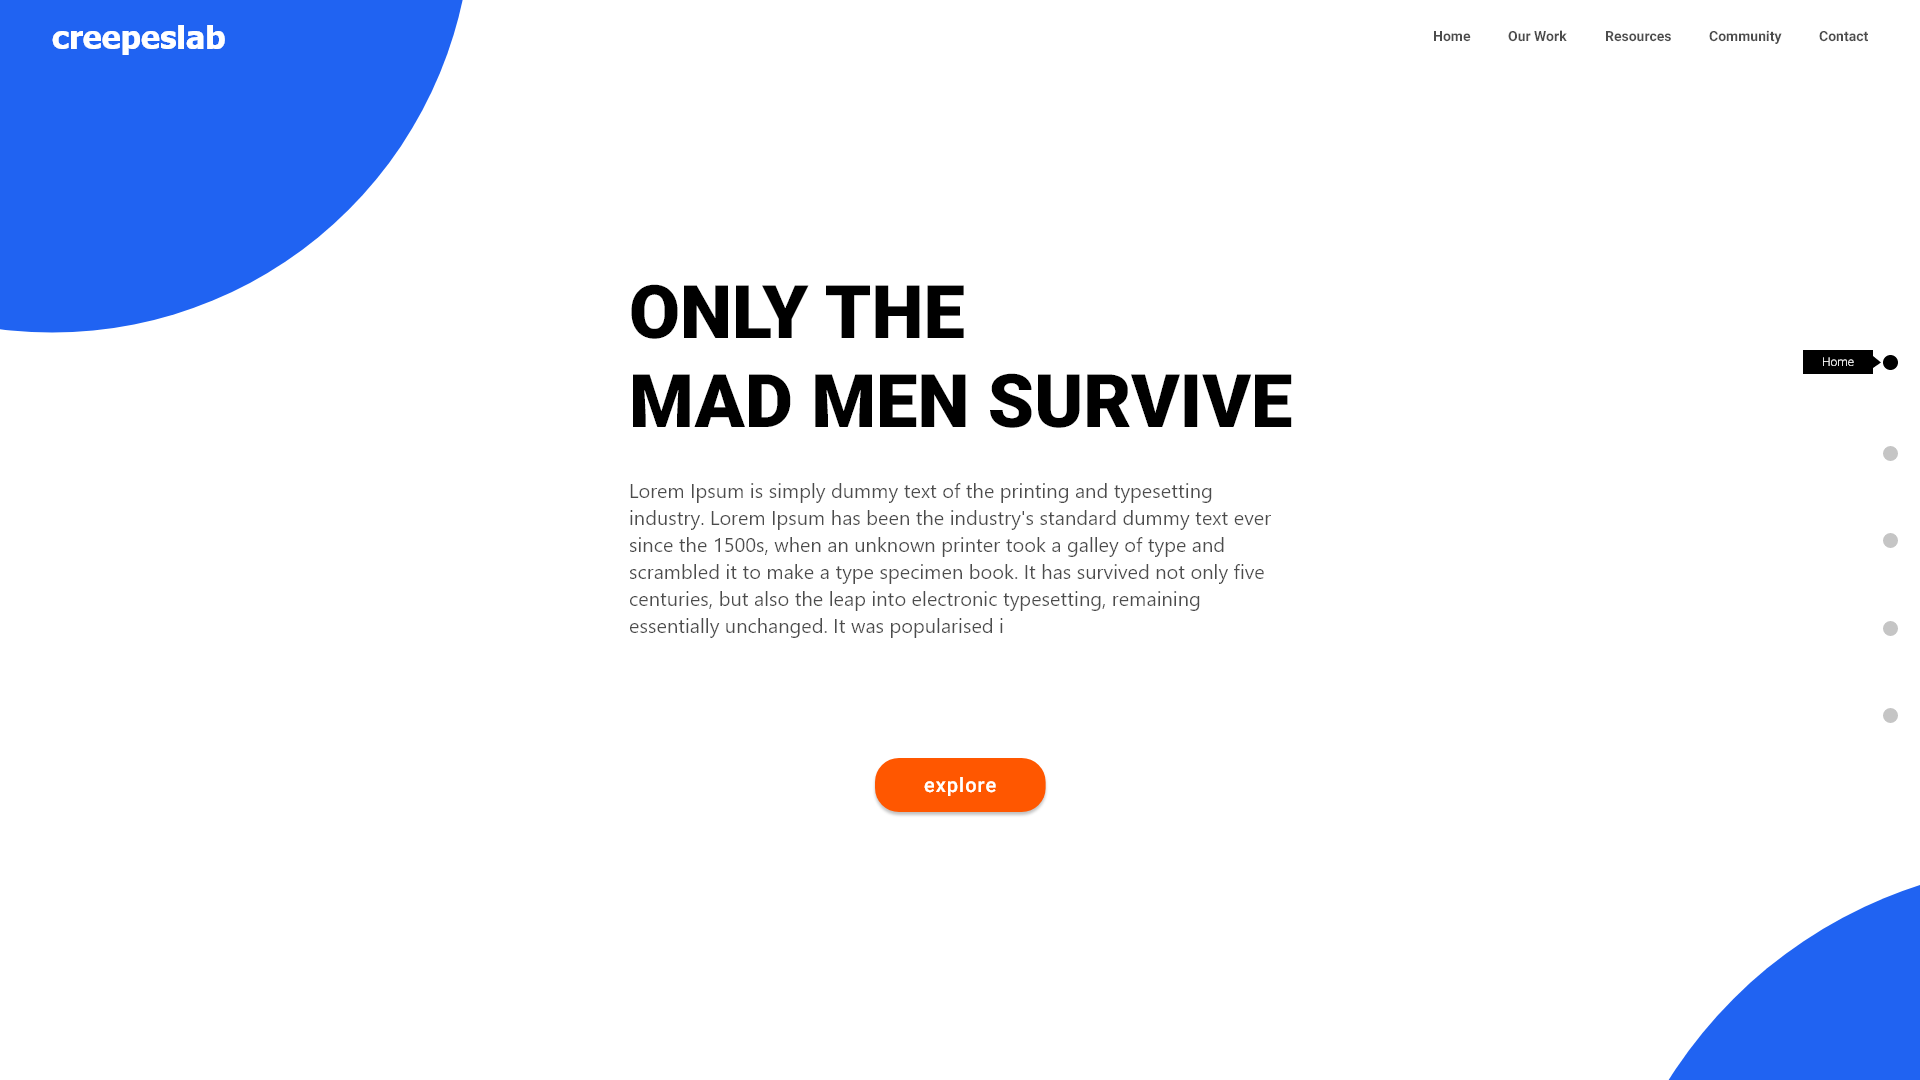 creepeslab
Home Our Work Resources Community Contact
ONLY THE
MAD MEN SURVIVE
Home
Lorem Ipsum is simply dummy text of the printing and typesetting
industry. Lorem Ipsum has been the industry's standard dummy text ever
since the 1500s, when an unknown printer took a galley of type and
scrambled it to make a type specimen book. It has survived not only five
centuries, but also the leap into electronic typesetting, remaining
essentially unchanged. It was popularised i
explore